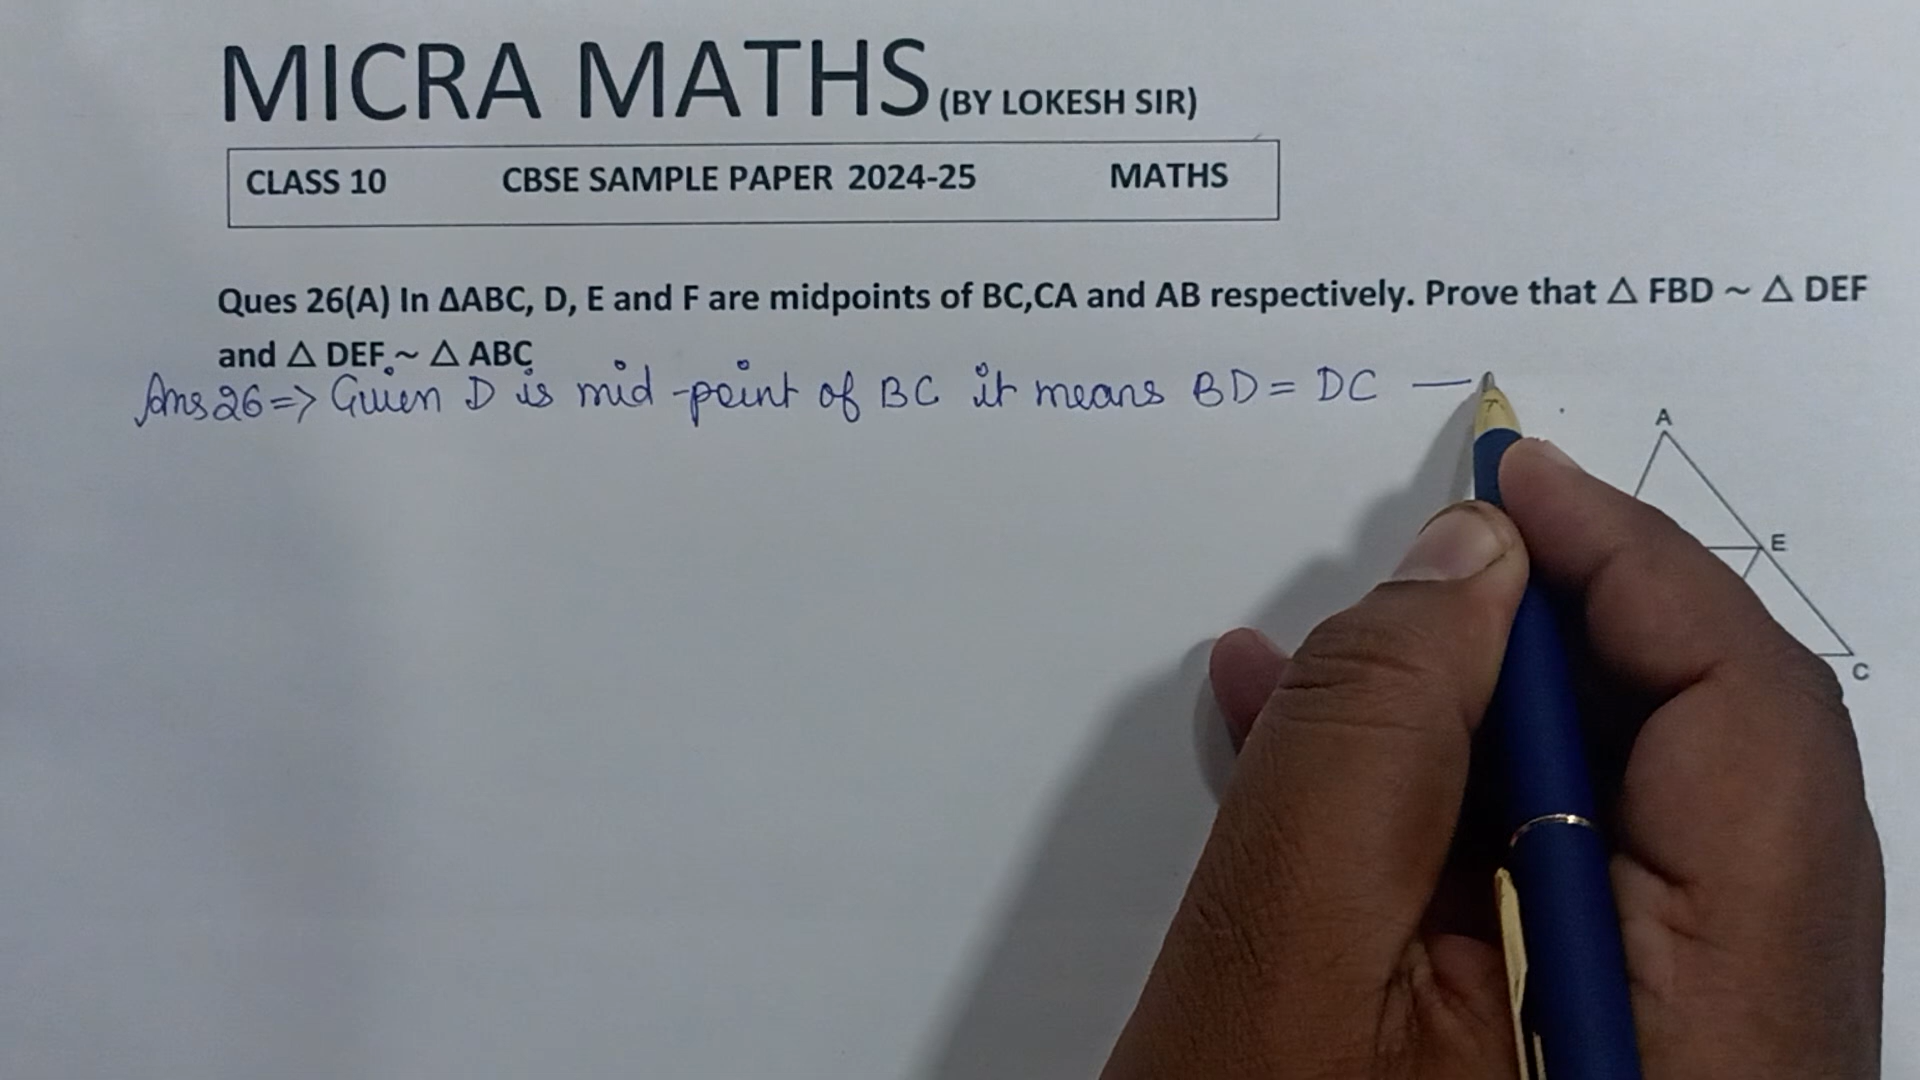 MICRA MATHS (BY LOKESH SIR)
CLASS 10 CBSE SAMPLE PAPER 2024-25 MATHS
Ques 26(A) In ΔABC, D, E and F are midpoints of BC,CA and AB respectively. Prove that △ FBD ~ △ DEF
and △ DEF ~ △ ABC
Ans 26 => Given D is mid-point of BC it means BD = DC —
A
E
C